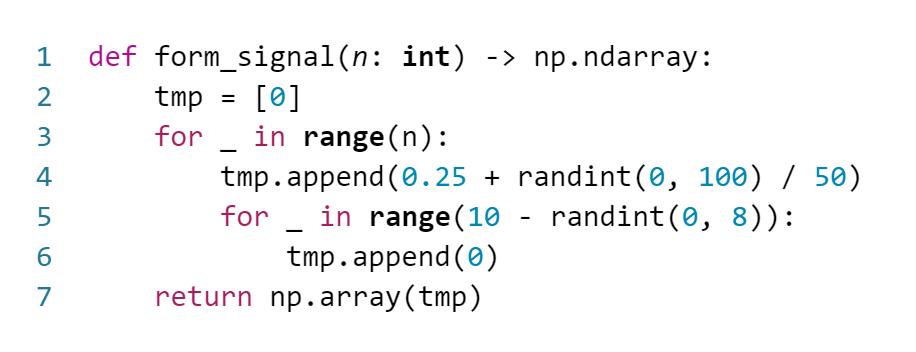 1 def form_signal(n: int) -> np.ndarray:
2     tmp = [0]
3     for _ in range(n):
4         tmp.append(0.25 + randint(0, 100) / 50)
5         for _ in range(10 - randint(0, 8)):
6             tmp.append(0)
7     return np.array(tmp)